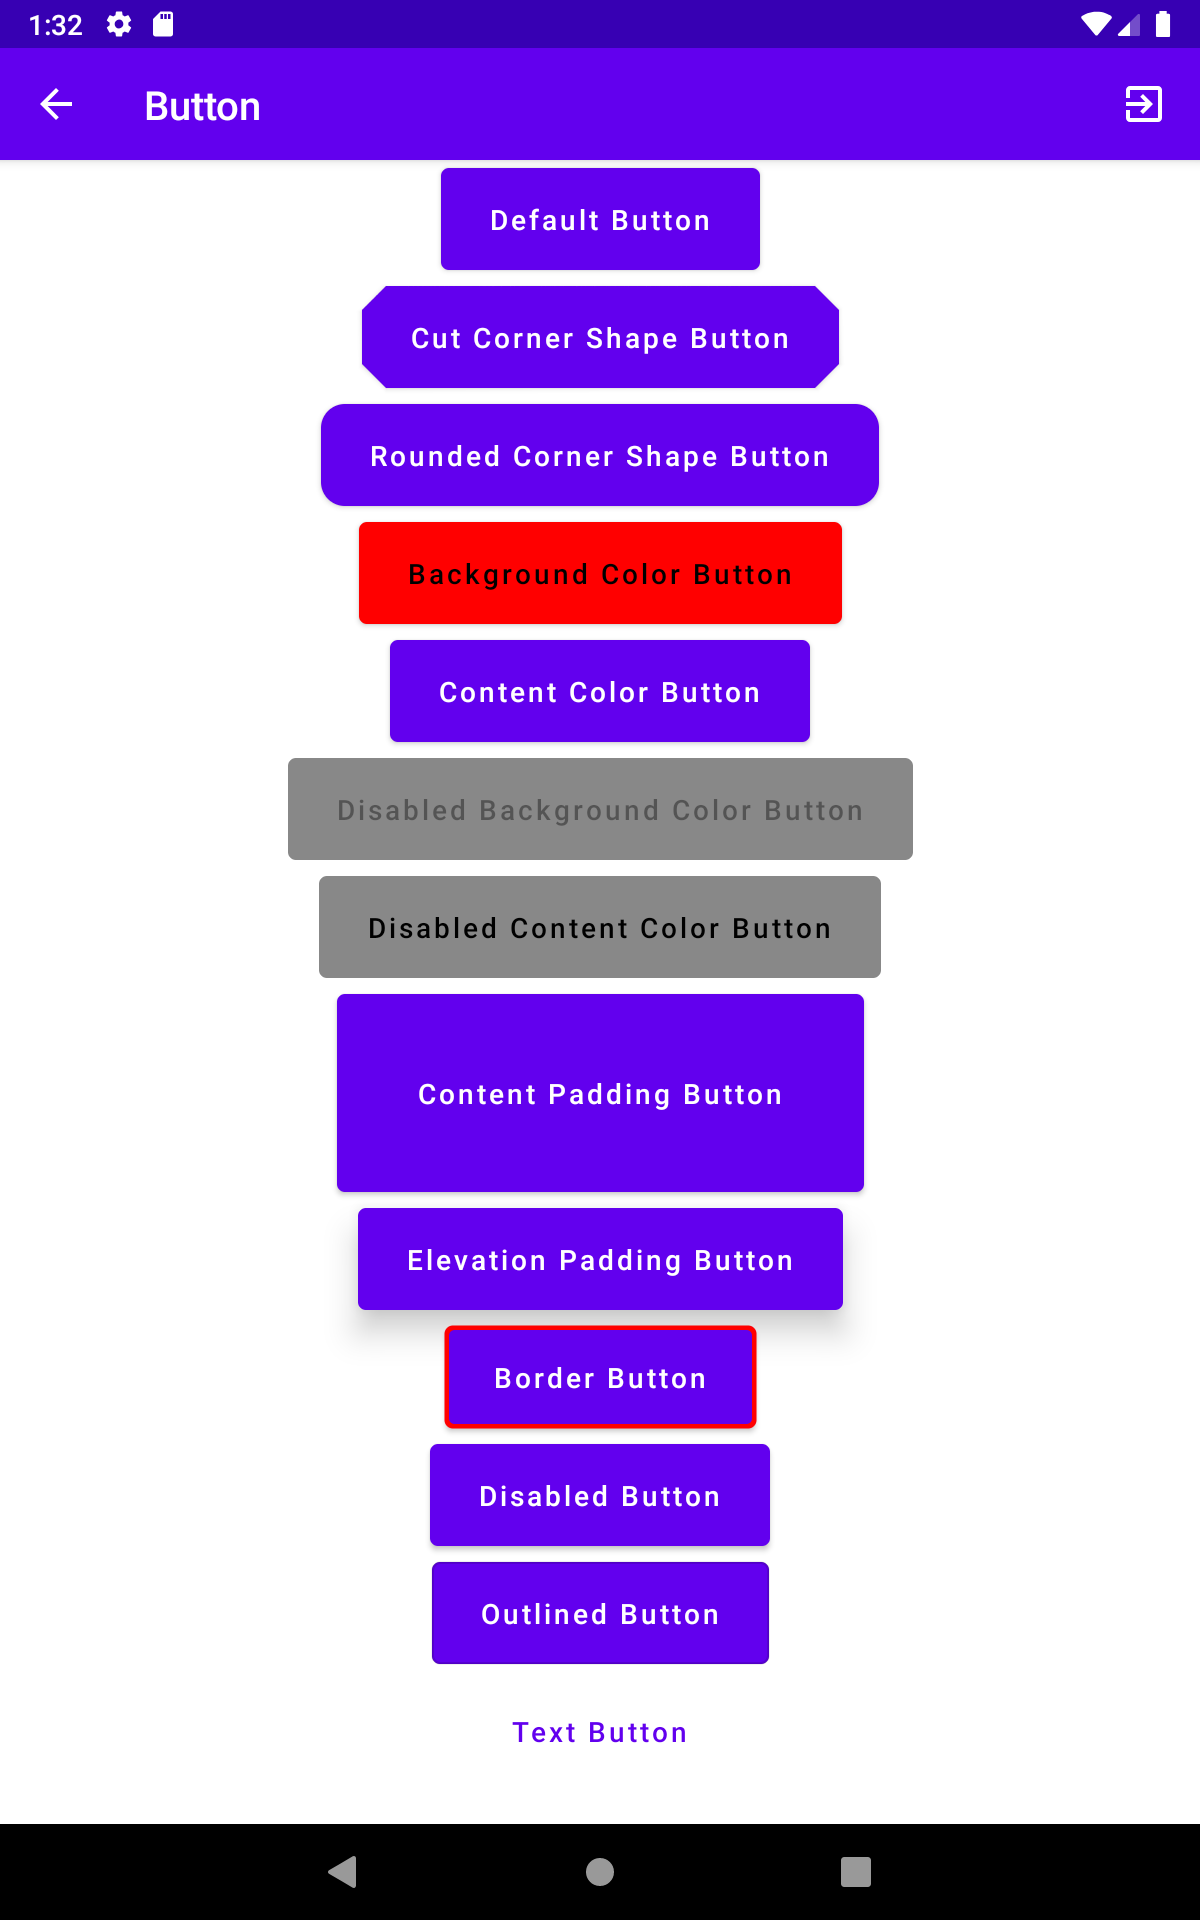 1:32
Button
Default Button
Cut Corner Shape Button
Rounded Corner Shape Button
Background Color Button
Content Color Button
Disabled Background Color Button
Disabled Content Color Button
Content Padding Button
Elevation Padding Button
Border Button
Disabled Button
Outlined Button
Text Button